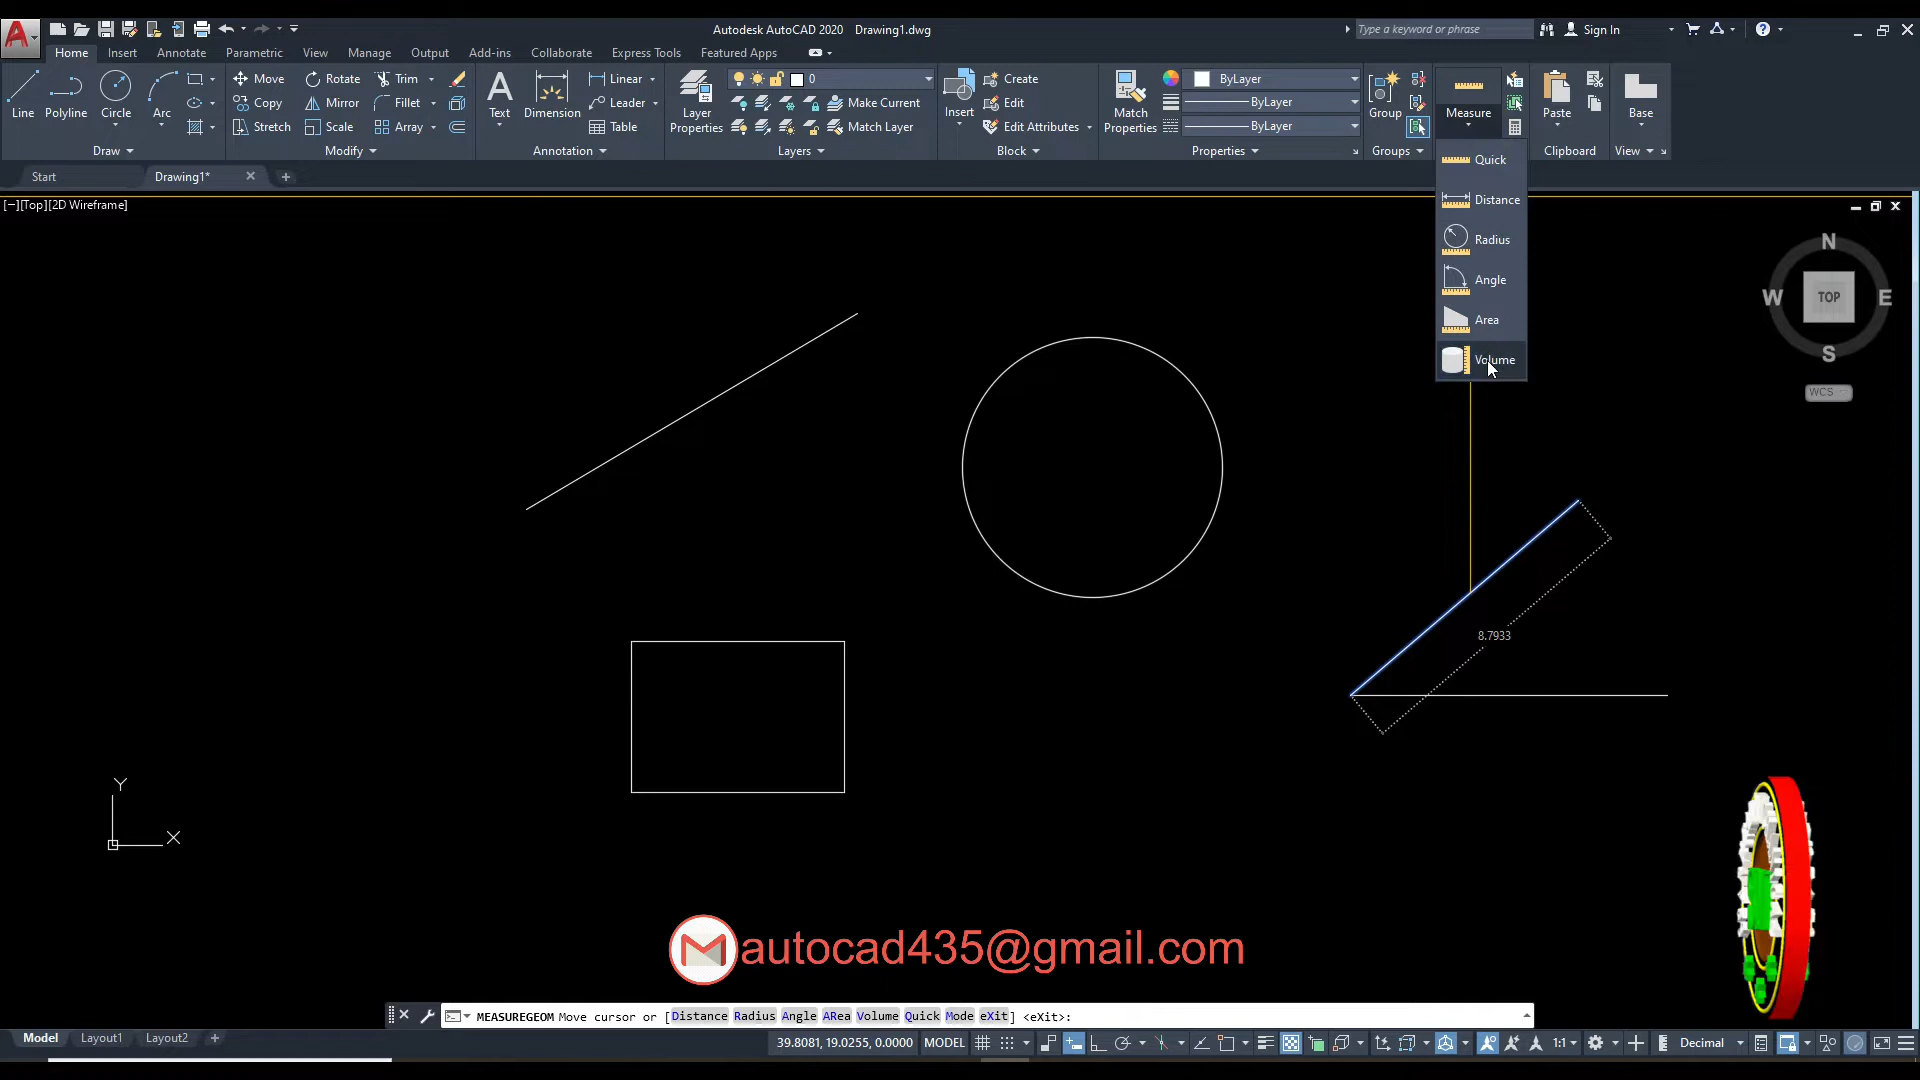 Autodesk AutoCAD 2020 Drawing1.dwg
Type a keyword or phrase
Sign In
Home Insert Annotate Parametric View Manage Output Add-ins Collaborate Express Tools Featured Apps
Line
Polyline
Circle
Arc
Draw
Move
Rotate
Trim
Copy
Mirror
Fillet
Stretch
Scale
Array
Modify
Text
Dimension
Linear
Leader
Table
Annotation
Layer
Properties
0
Make Current
Match Layer
Layers
Insert
Create
Edit
Edit Attributes
Block
Match
Properties
ByLayer
ByLayer
ByLayer
Properties
Group
Groups
Measure
Paste
Clipboard
Base
View
Start
Drawing1*
[−][Top][2D Wireframe]
Quick
Distance
Radius
Angle
Area
Volume
N
W
TOP
E
S
WCS
8.7933
Y
X
autocad435@gmail.com
MEASUREGEOM Move cursor or [Distance Radius Angle ARea Volume Quick Mode eXit] <eXit>:
Model Layout1 Layout2
39.8081, 19.0255, 0.0000 MODEL
1:1
Decimal